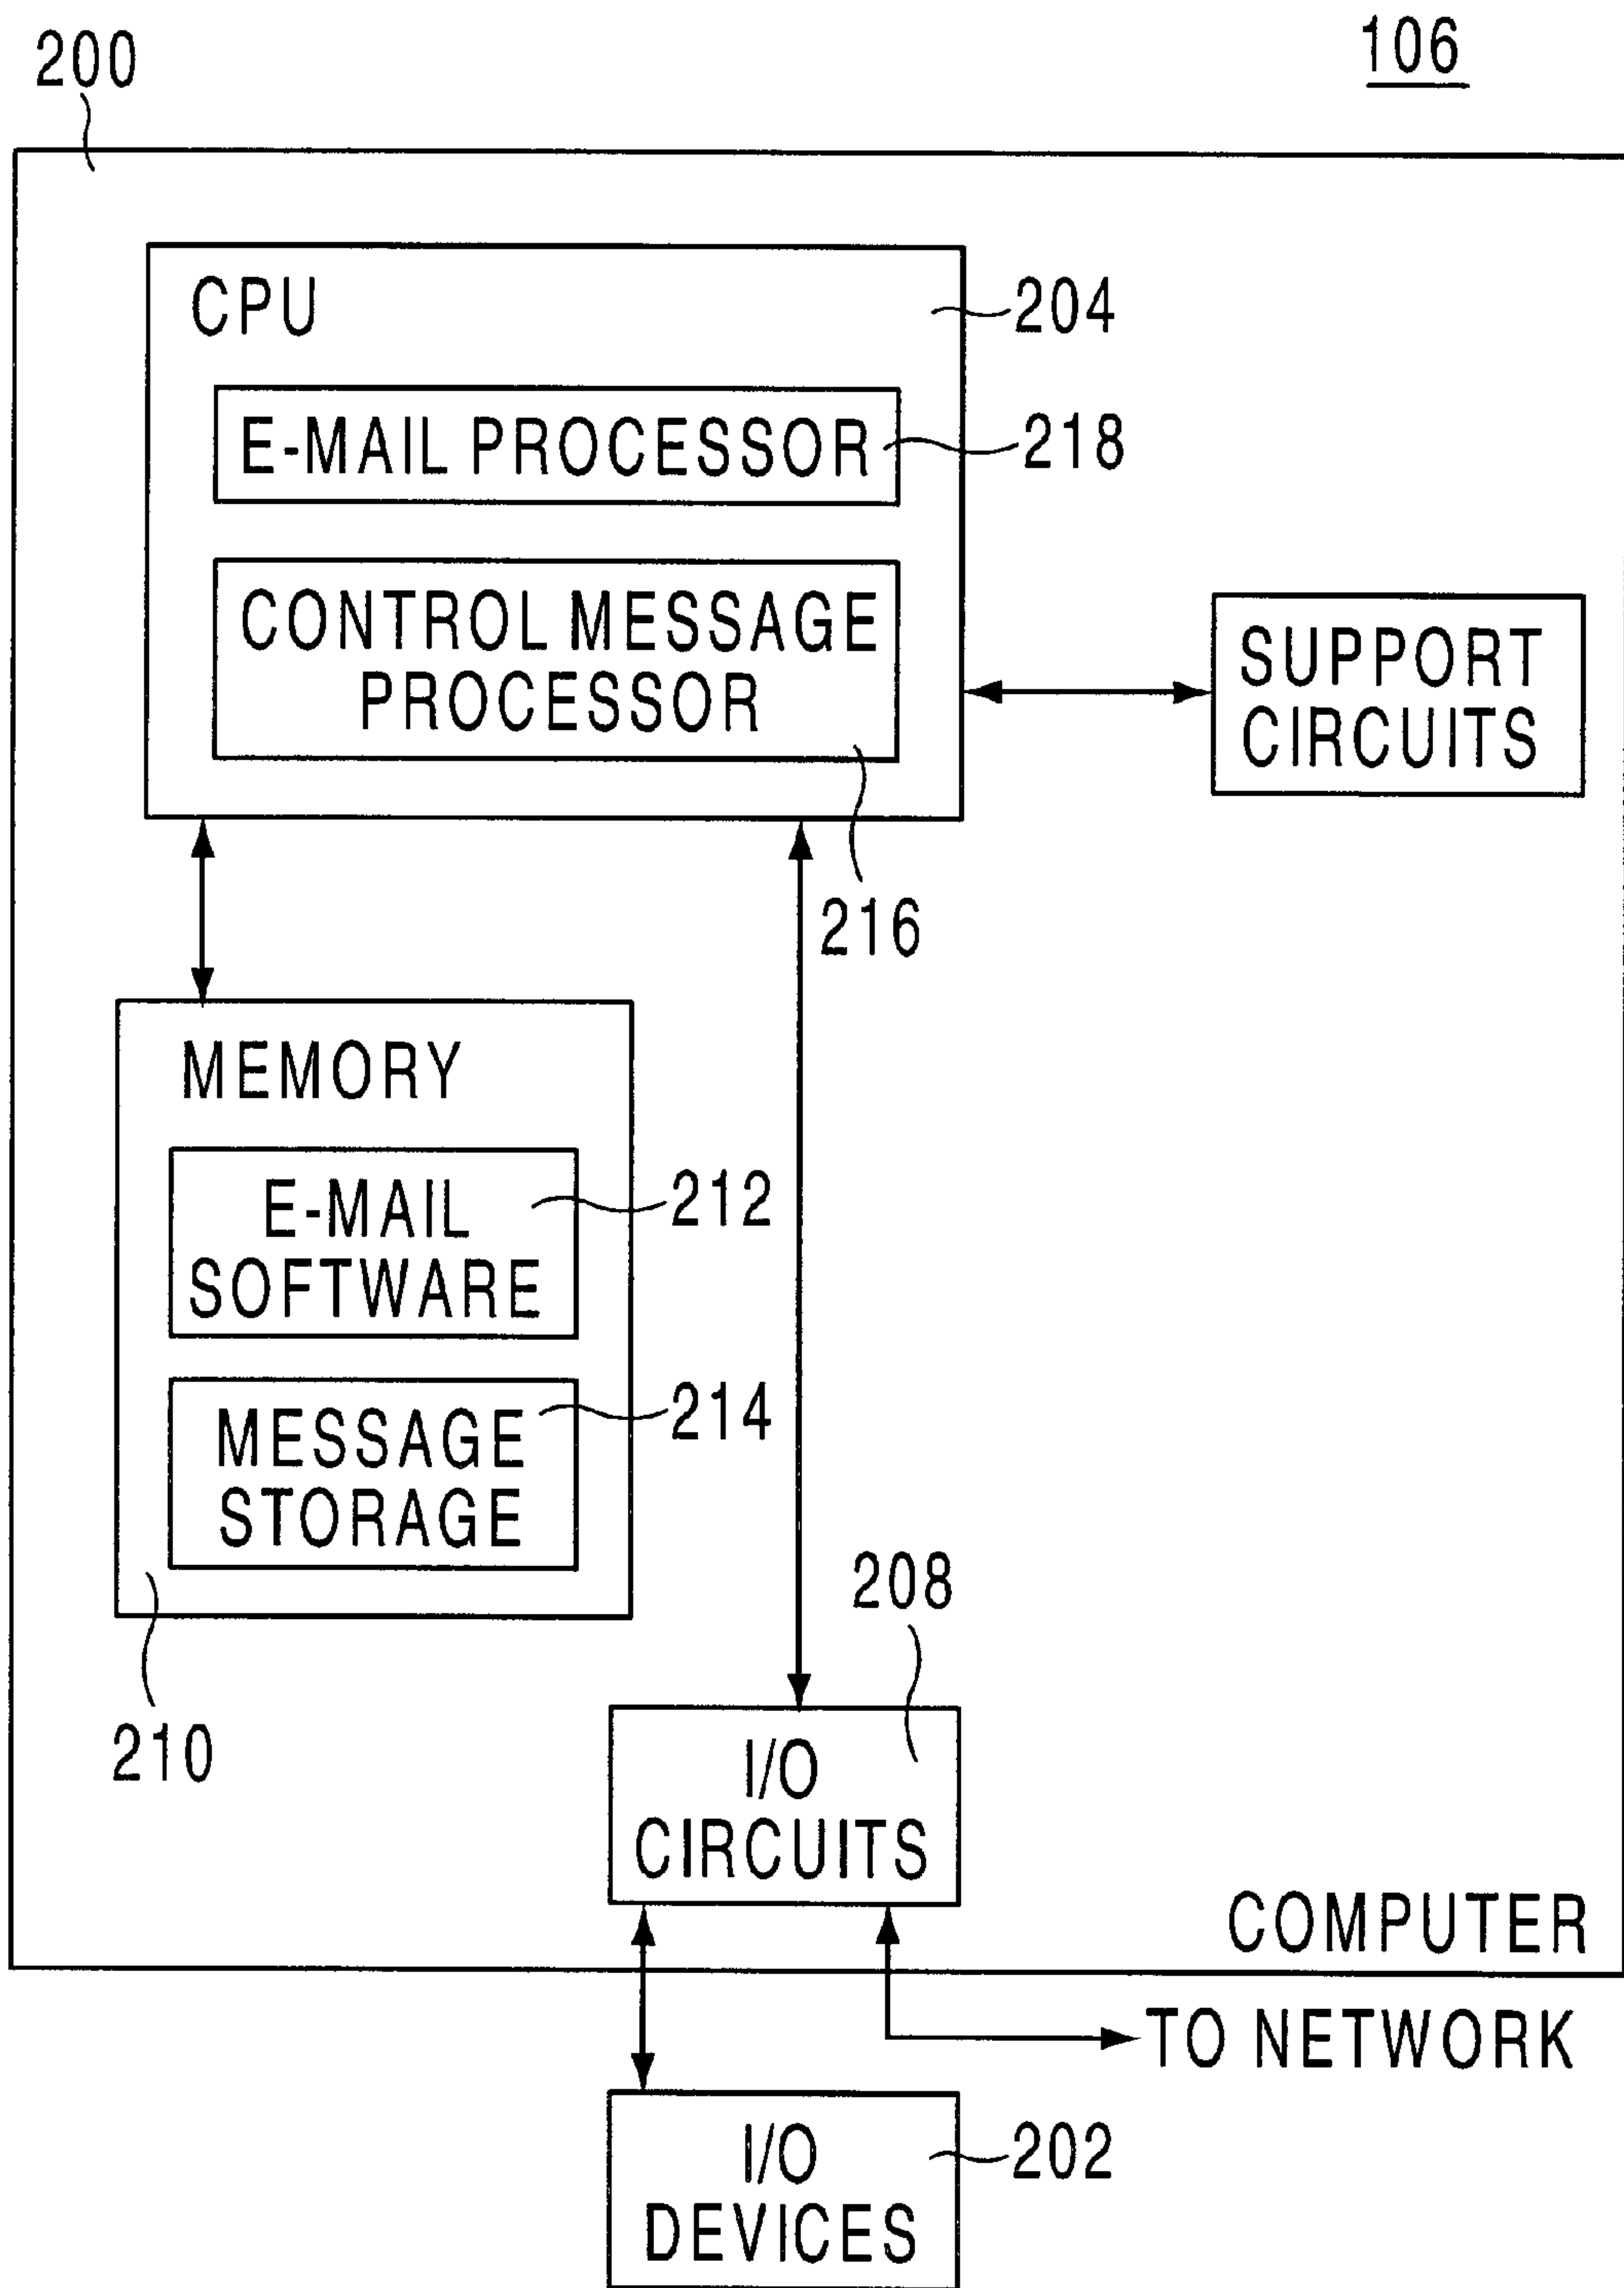 106
200
CPU
204
E-MAIL PROCESSOR
218
CONTROL MESSAGE
PROCESSOR
SUPPORT
CIRCUITS
216
MEMORY
E-MAIL
SOFTWARE
212
MESSAGE
STORAGE
214
208
210
I/O
CIRCUITS
COMPUTER
TO NETWORK
I/O
DEVICES
202